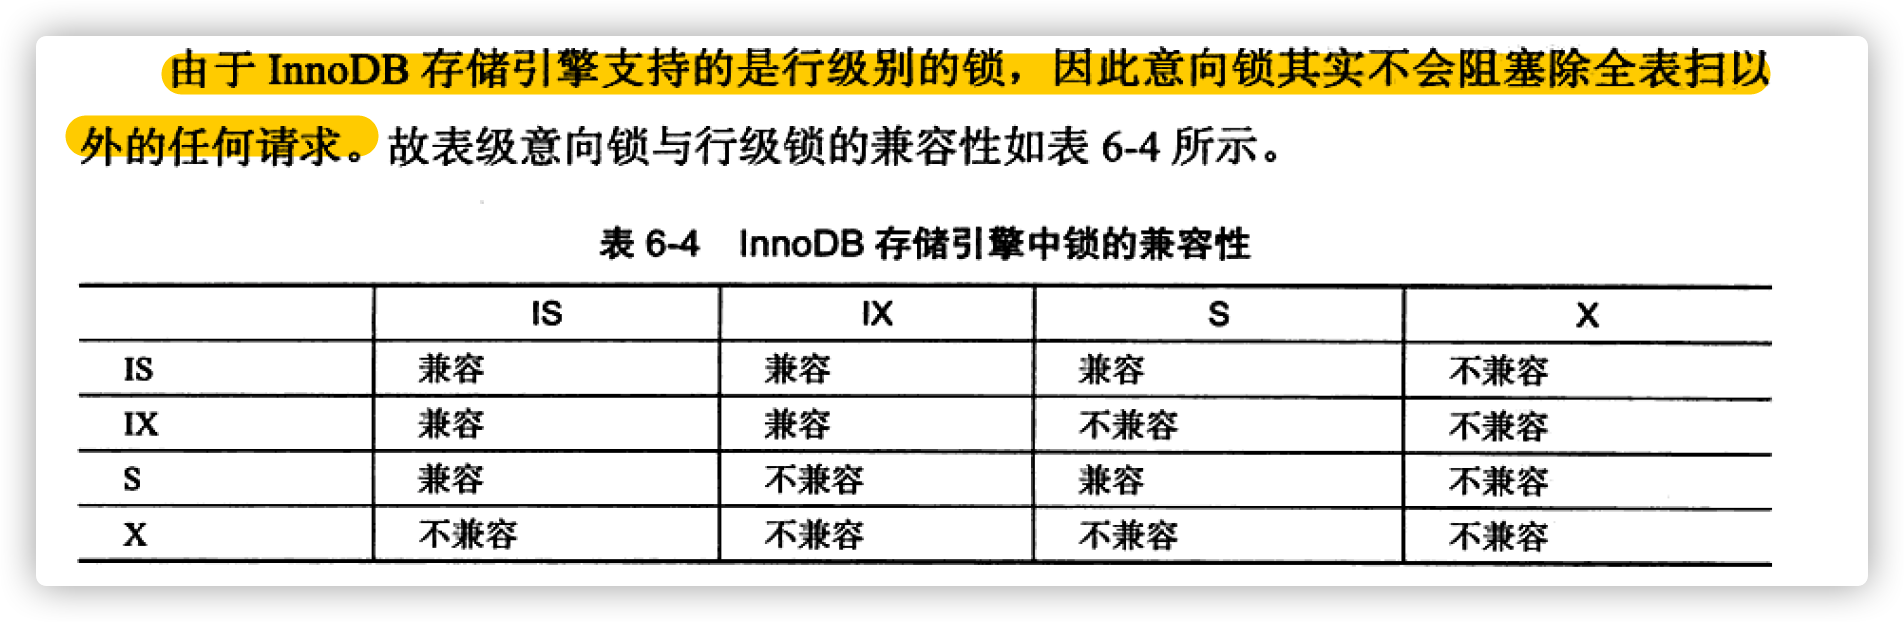 由于 InnoDB 存储引擎支持的是行级别的锁，因此意向锁其实不会阻塞除全表扫以
外的任何请求。故表级意向锁与行级锁的兼容性如表 6-4 所示。
表 6-4 InnoDB 存储引擎中锁的兼容性
IS IX S X
IS 兼容 兼容 兼容 不兼容
IX 兼容 兼容 不兼容 不兼容
S 兼容 不兼容 兼容 不兼容
X 不兼容 不兼容 不兼容 不兼容